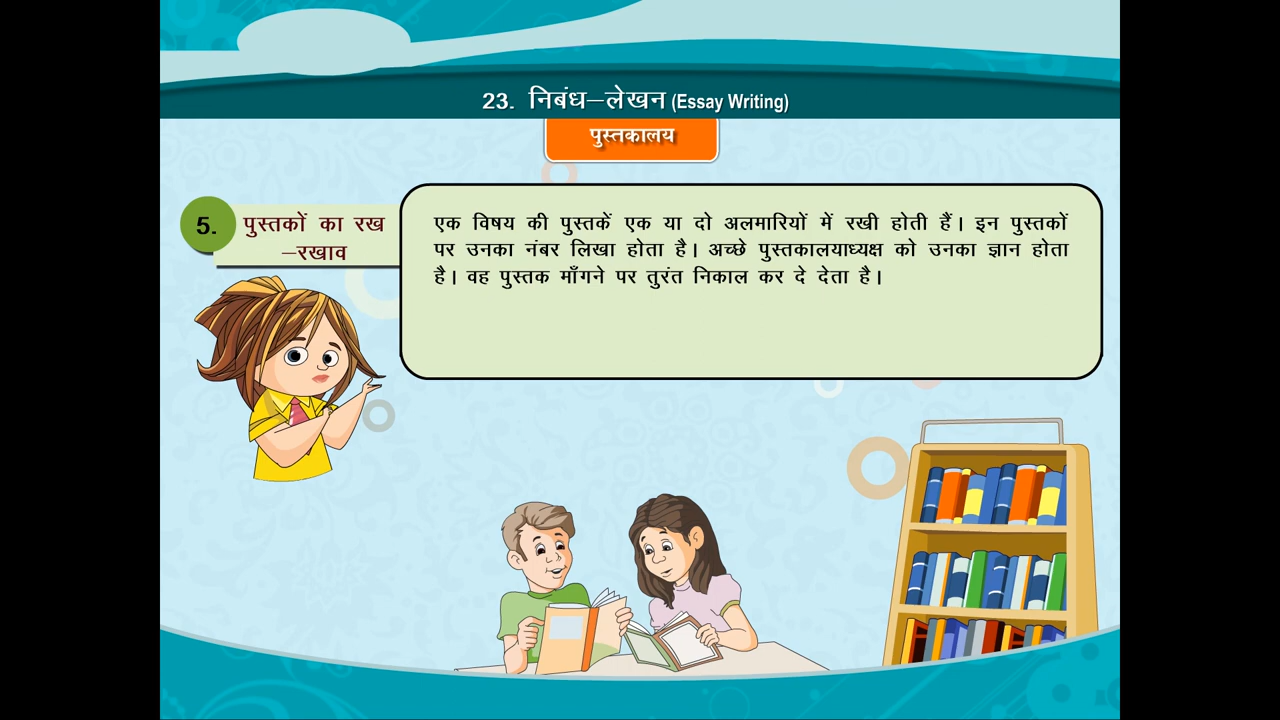 23. निबंध–लेखन (Essay Writing)
पुस्तकालय
5. पुस्तकों का रख
–रखाव
एक विषय की पुस्तकें एक या दो अलमारियों में रखी होती हैं। इन पुस्तकों
पर उनका नंबर लिखा होता है। अच्छे पुस्तकालयाध्यक्ष को उनका ज्ञान होता
है। वह पुस्तक माँगने पर तुरंत निकाल कर दे देता है।